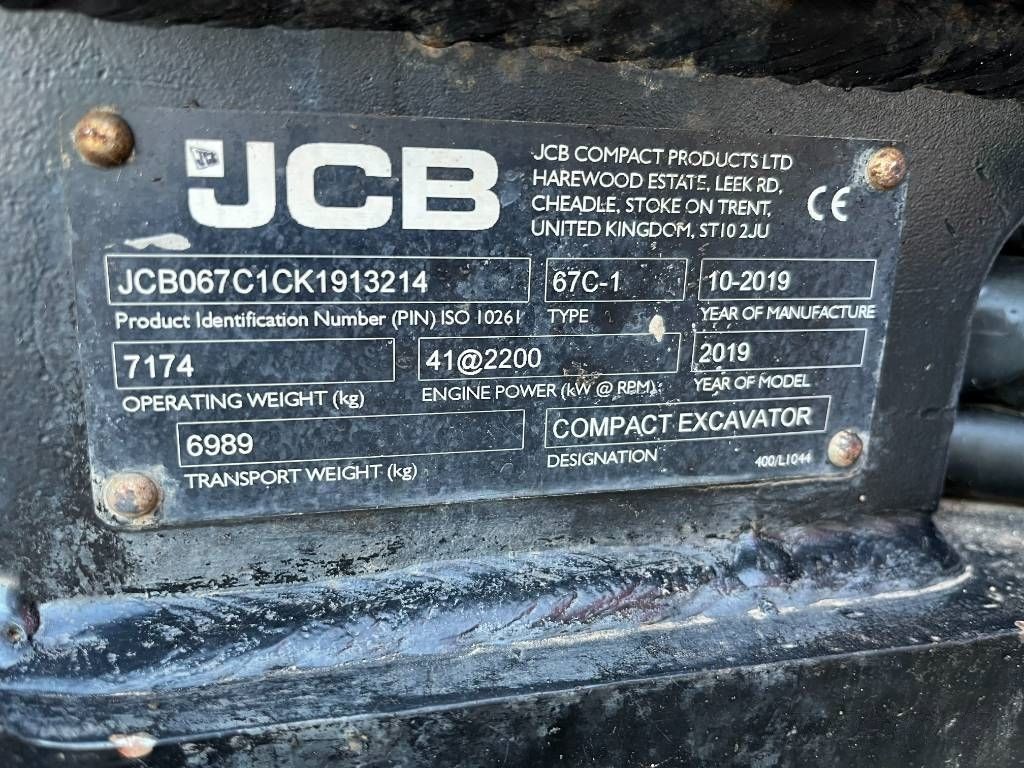 JCB
JCB COMPACT PRODUCTS LTD
HAREWOOD ESTATE, LEEK RD,
CHEADLE, STOKE ON TRENT,
UNITED KINGDOM, ST10 2JU
CE
JCB067C1CK1913214
Product Identification Number (PIN) ISO 10261
67C-1
TYPE
10-2019
YEAR OF MANUFACTURE
7174
OPERATING WEIGHT (kg)
41@2200
ENGINE POWER (kW @ RPM)
2019
YEAR OF MODEL
6989
TRANSPORT WEIGHT (kg)
COMPACT EXCAVATOR
DESIGNATION
400/L1044